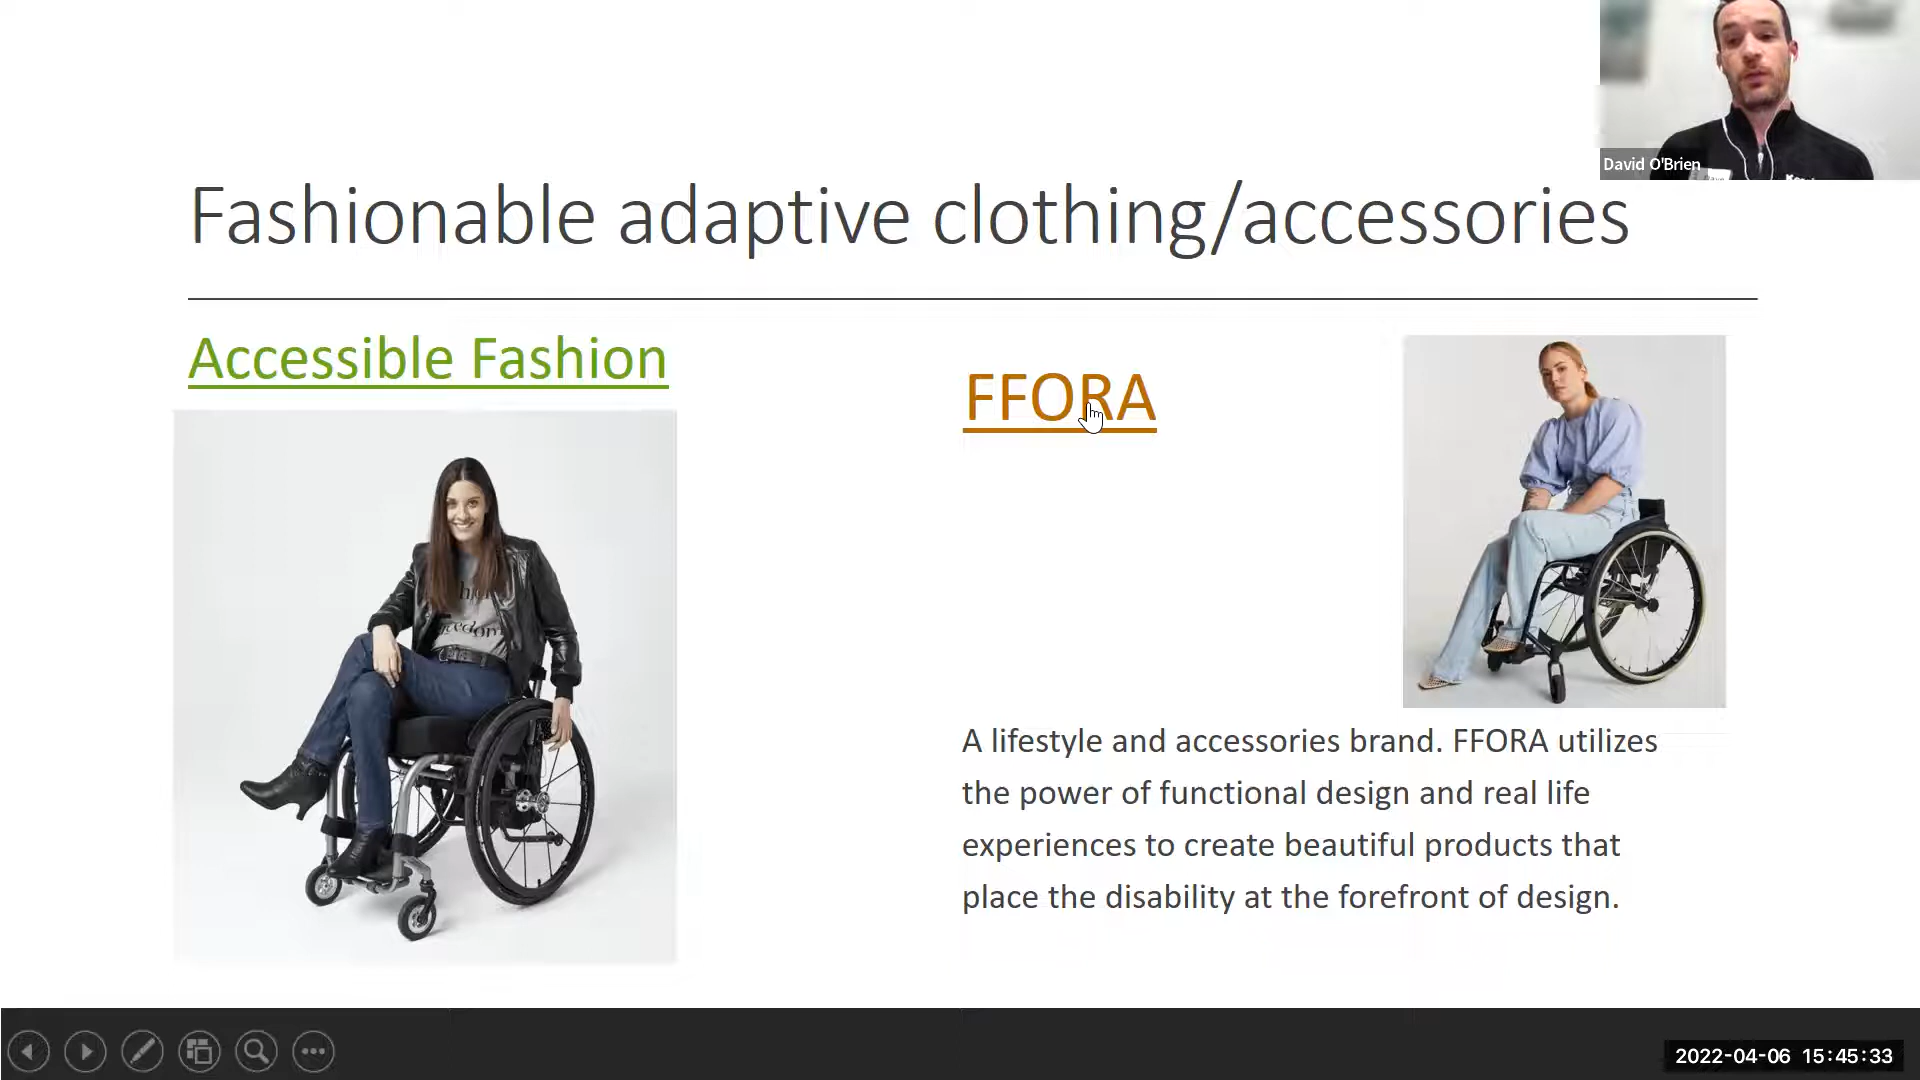 David O'Brien
Fashionable adaptive clothing/accessories
Accessible Fashion
FFORA
A lifestyle and accessories brand. FFORA utilizes
the power of functional design and real life
experiences to create beautiful products that
place the disability at the forefront of design.
2022-04-06 15:45:33